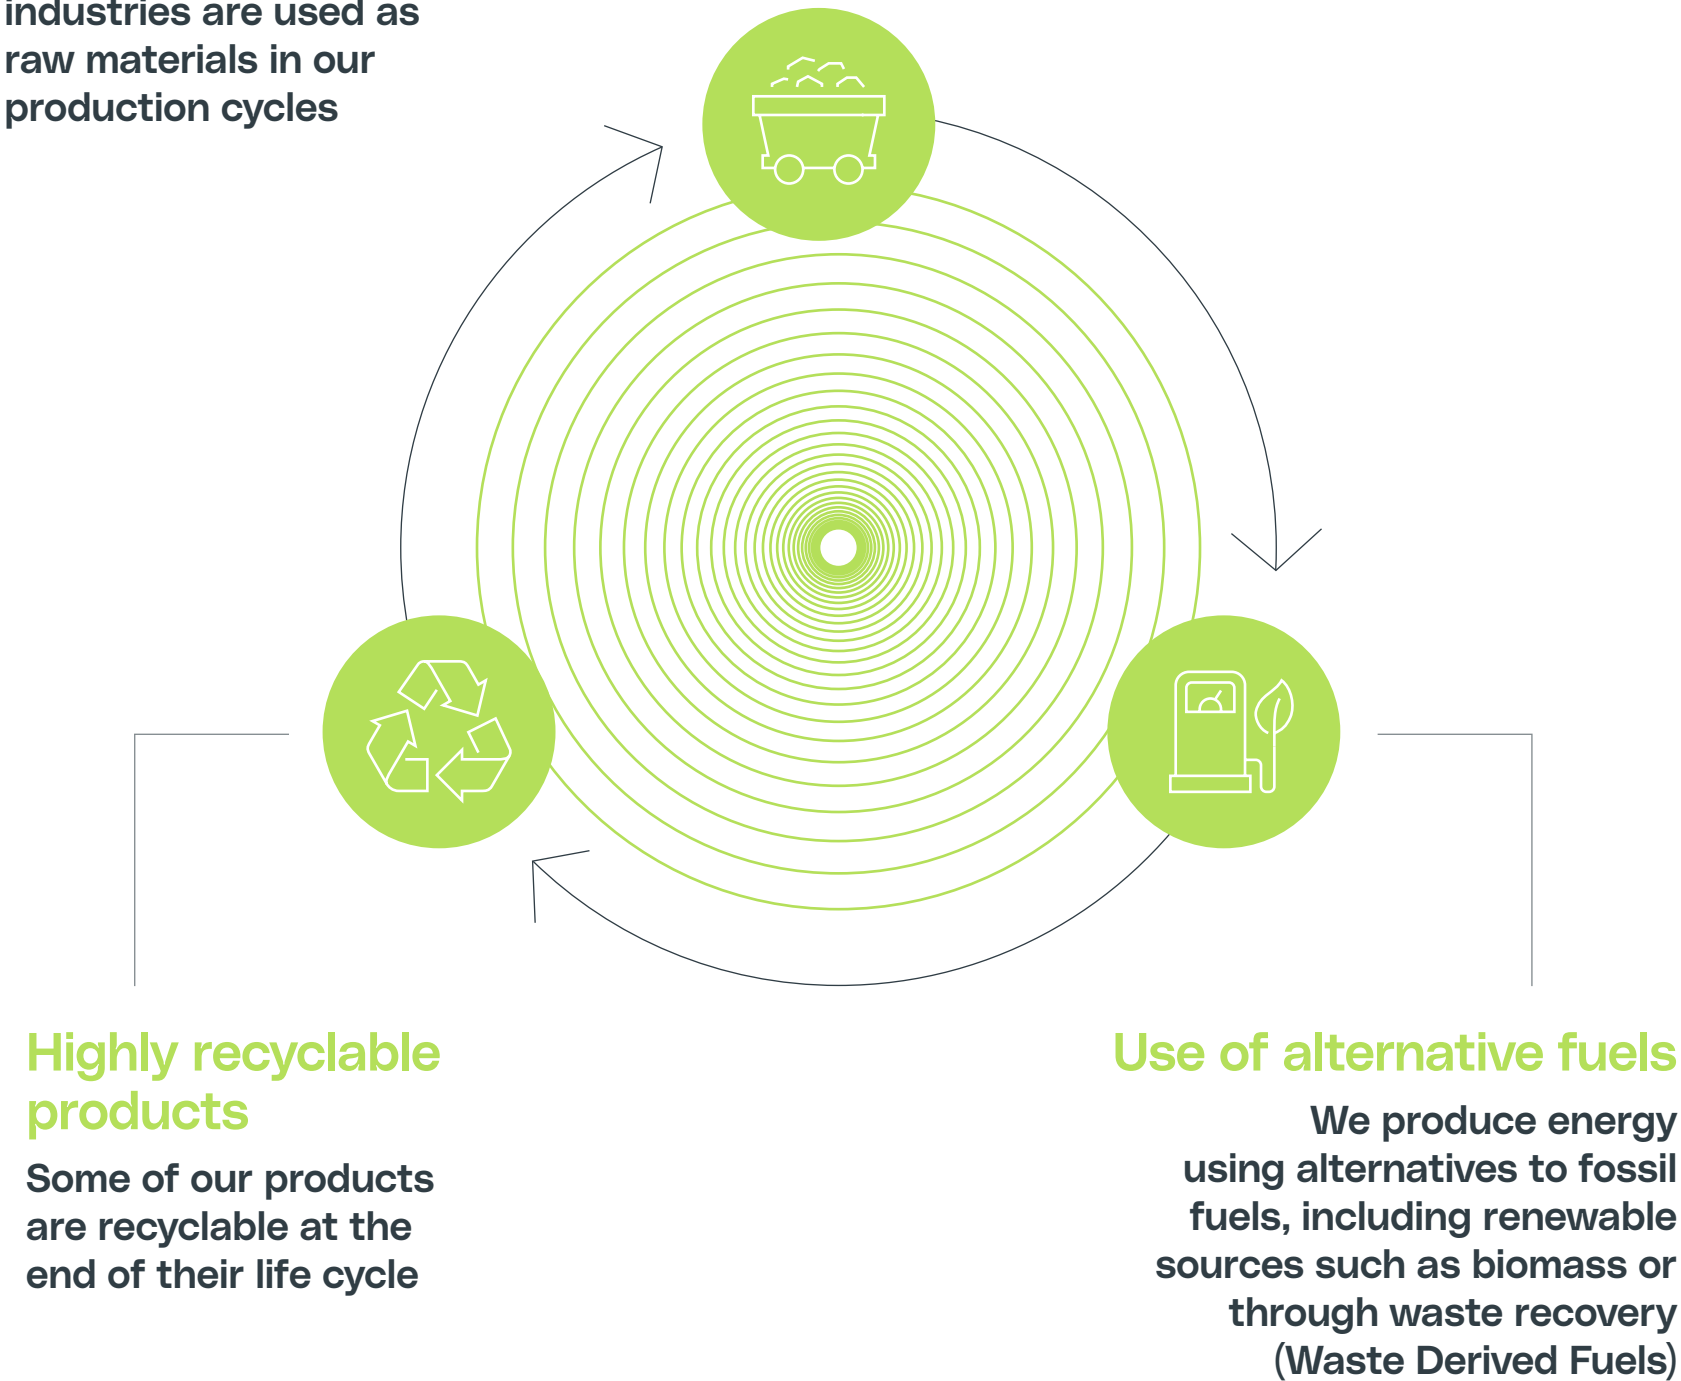 industries are used as
raw materials in our
production cycles
Highly recyclable
products
Some of our products
are recyclable at the
end of their life cycle
Use of alternative fuels
We produce energy
using alternatives to fossil
fuels, including renewable
sources such as biomass or
through waste recovery
(Waste Derived Fuels)